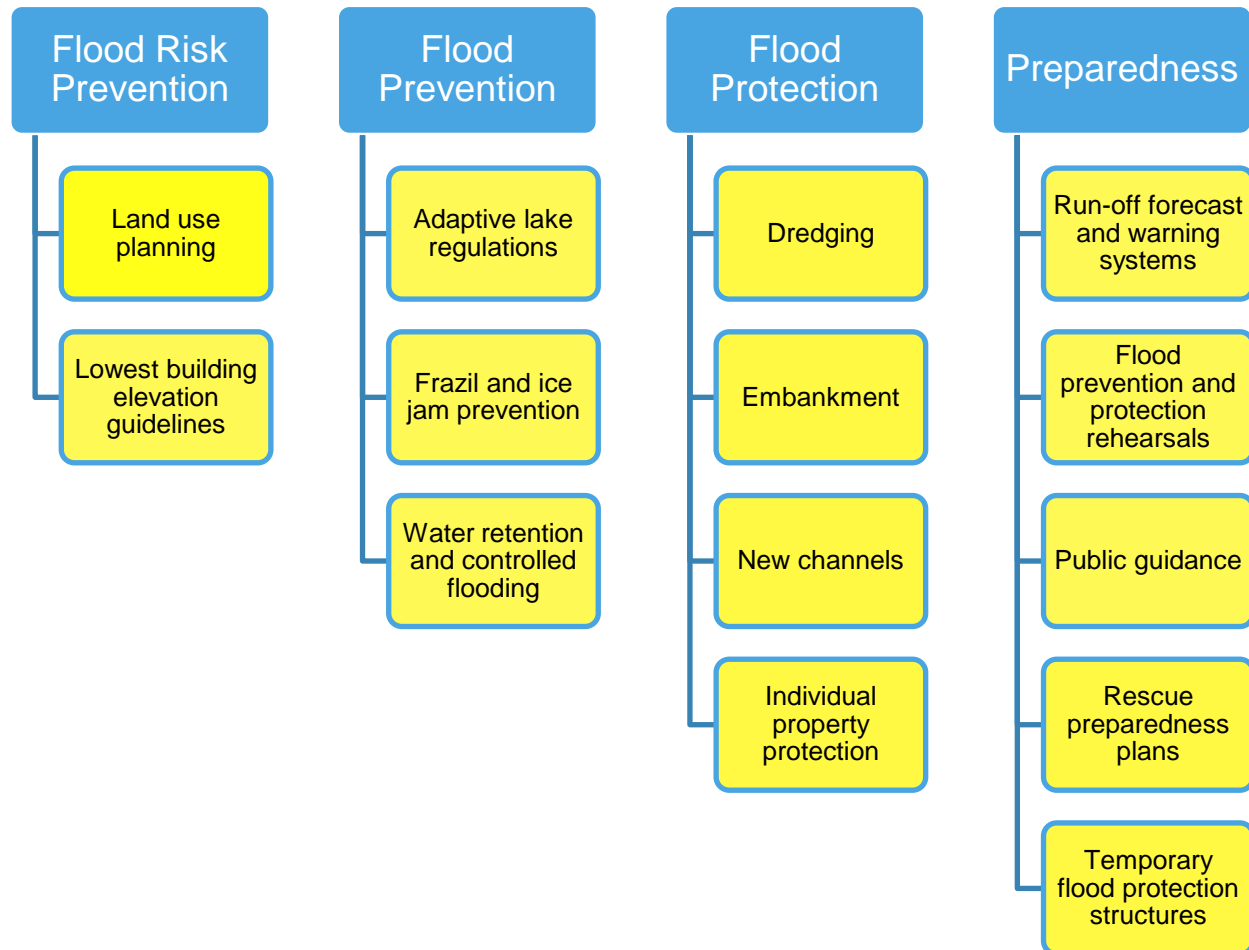 Flood Risk
Prevention
Land use
planning
Lowest building
elevation
guidelines
Flood
Prevention
Adaptive lake
regulations
Frazil and ice
jam prevention
Water retention
and controlled
flooding
Flood
Protection
Dredging
Embankment
New channels
Individual
property
protection
Preparedness
Run-off forecast
and warning
systems
Flood
prevention and
protection
rehearsals
Public guidance
Rescue
preparedness
plans
Temporary
flood protection
structures